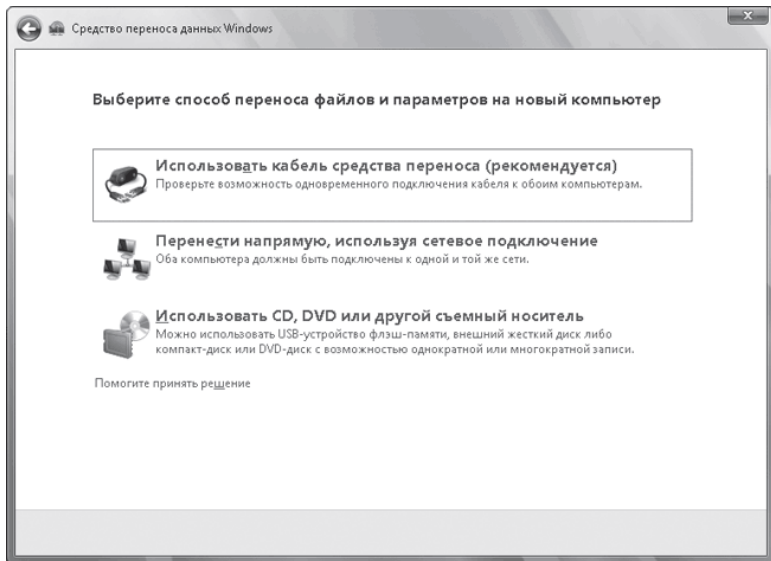 Средство переноса данных Windows
Выберите способ переноса файлов и параметров на новый компьютер
Использовать кабель средства переноса (рекомендуется)
Проверьте возможность одновременного подключения кабеля к обоим компьютерам.
Перенести напрямую, используя сетевое подключение
Оба компьютера должны быть подключены к одной и той же сети.
Использовать CD, DVD или другой съемный носитель
Можно использовать USB-устройство флэш-памяти, внешний жесткий диск либо
компакт-диск или DVD-диск с возможностью однократной или многократной записи.
Помогите принять решение